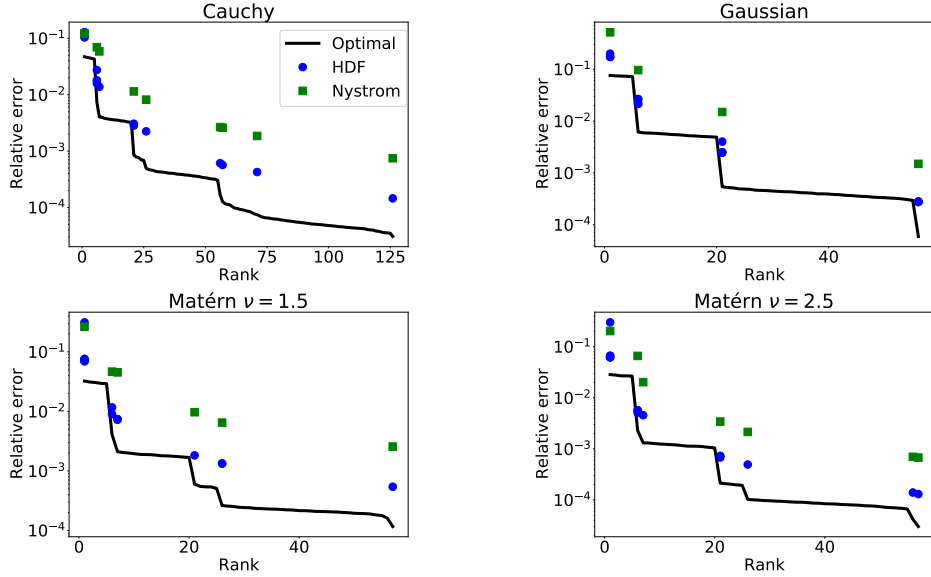 Cauchy
Relative error
10⁻¹
10⁻²
10⁻³
10⁻⁴
0 25 50 75 100 125
Rank
Optimal
HDF
Nystrom
Gaussian
Relative error
10⁻¹
10⁻²
10⁻³
10⁻⁴
0 20 40
Rank
Matérn ν = 1.5
Relative error
10⁻¹
10⁻²
10⁻³
10⁻⁴
0 20 40
Rank
Matérn ν = 2.5
Relative error
10⁻¹
10⁻²
10⁻³
10⁻⁴
0 20 40
Rank